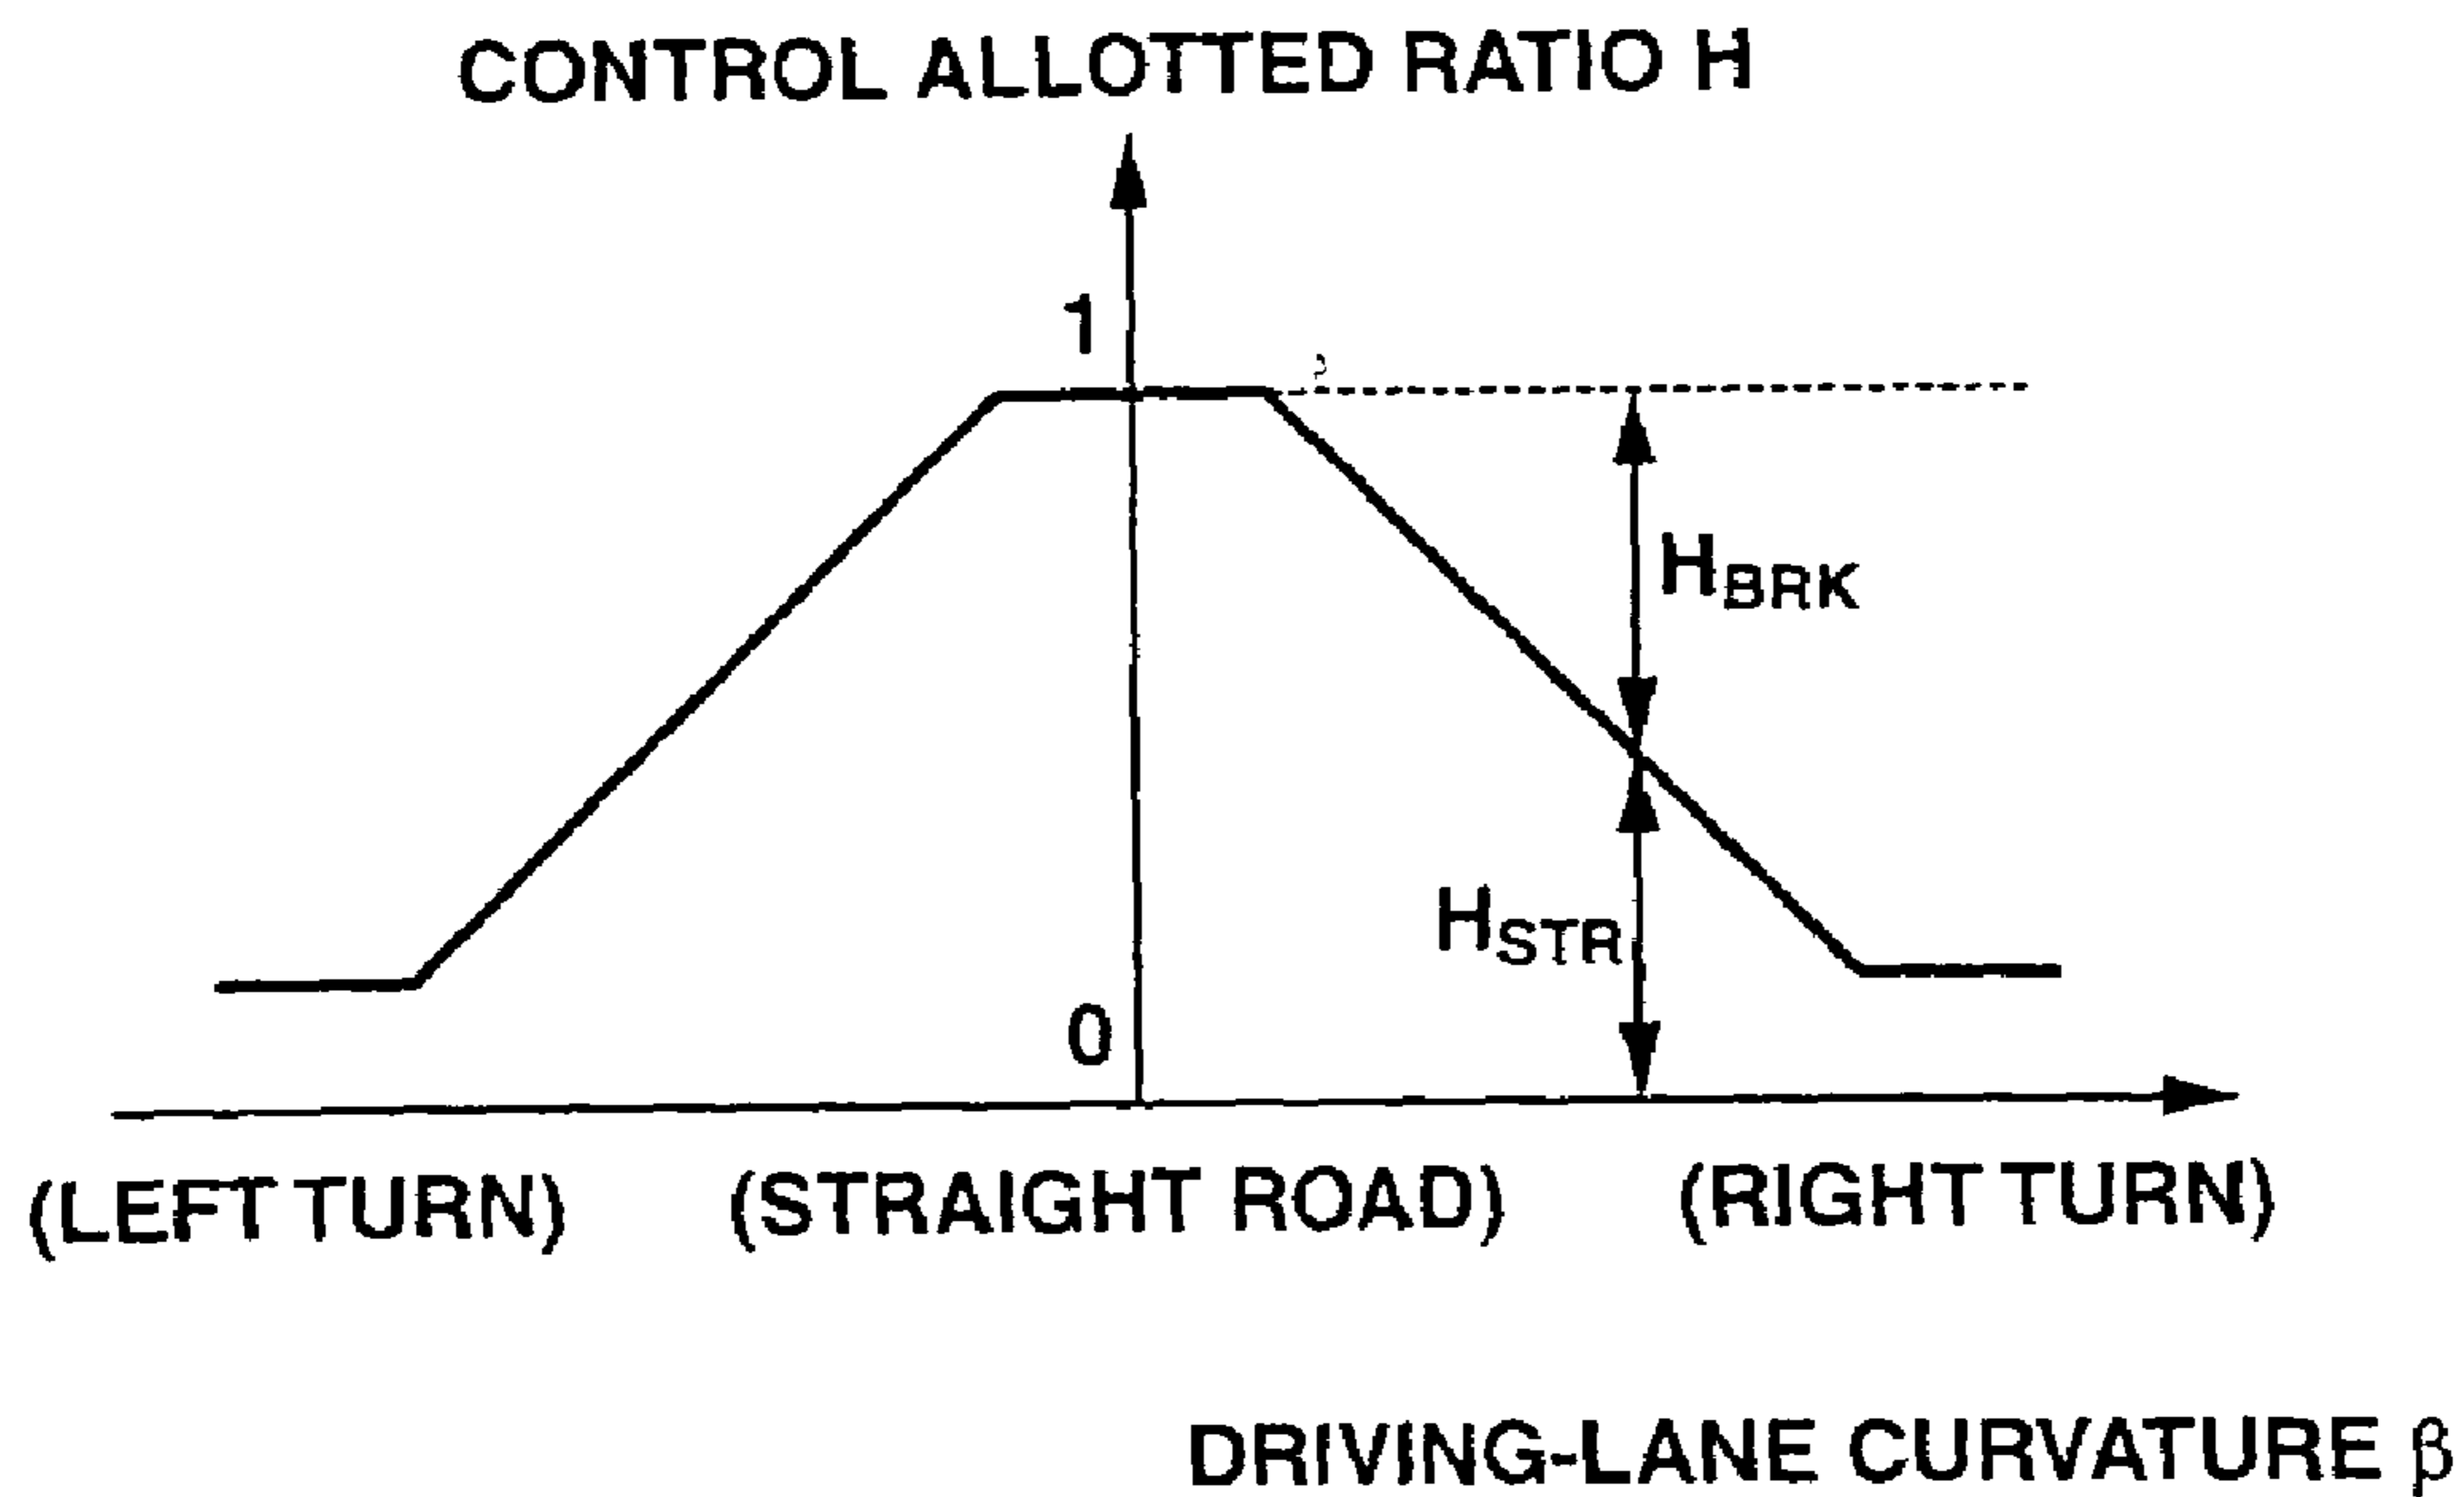 CONTROL ALLOTTED RATIO H
1
HBRK
HSTR
0
(LEFT TURN) (STRAIGHT ROAD) (RIGHT TURN)
DRIVING-LANE CURVATURE β